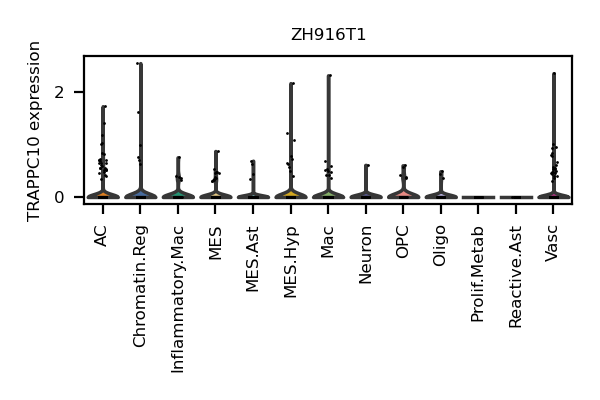 ZH916T1
TRAPPC10 expression
2
0
AC
Chromatin.Reg
Inflammatory.Mac
MES
MES.Ast
MES.Hyp
Mac
Neuron
OPC
Oligo
Prolif.Metab
Reactive.Ast
Vasc